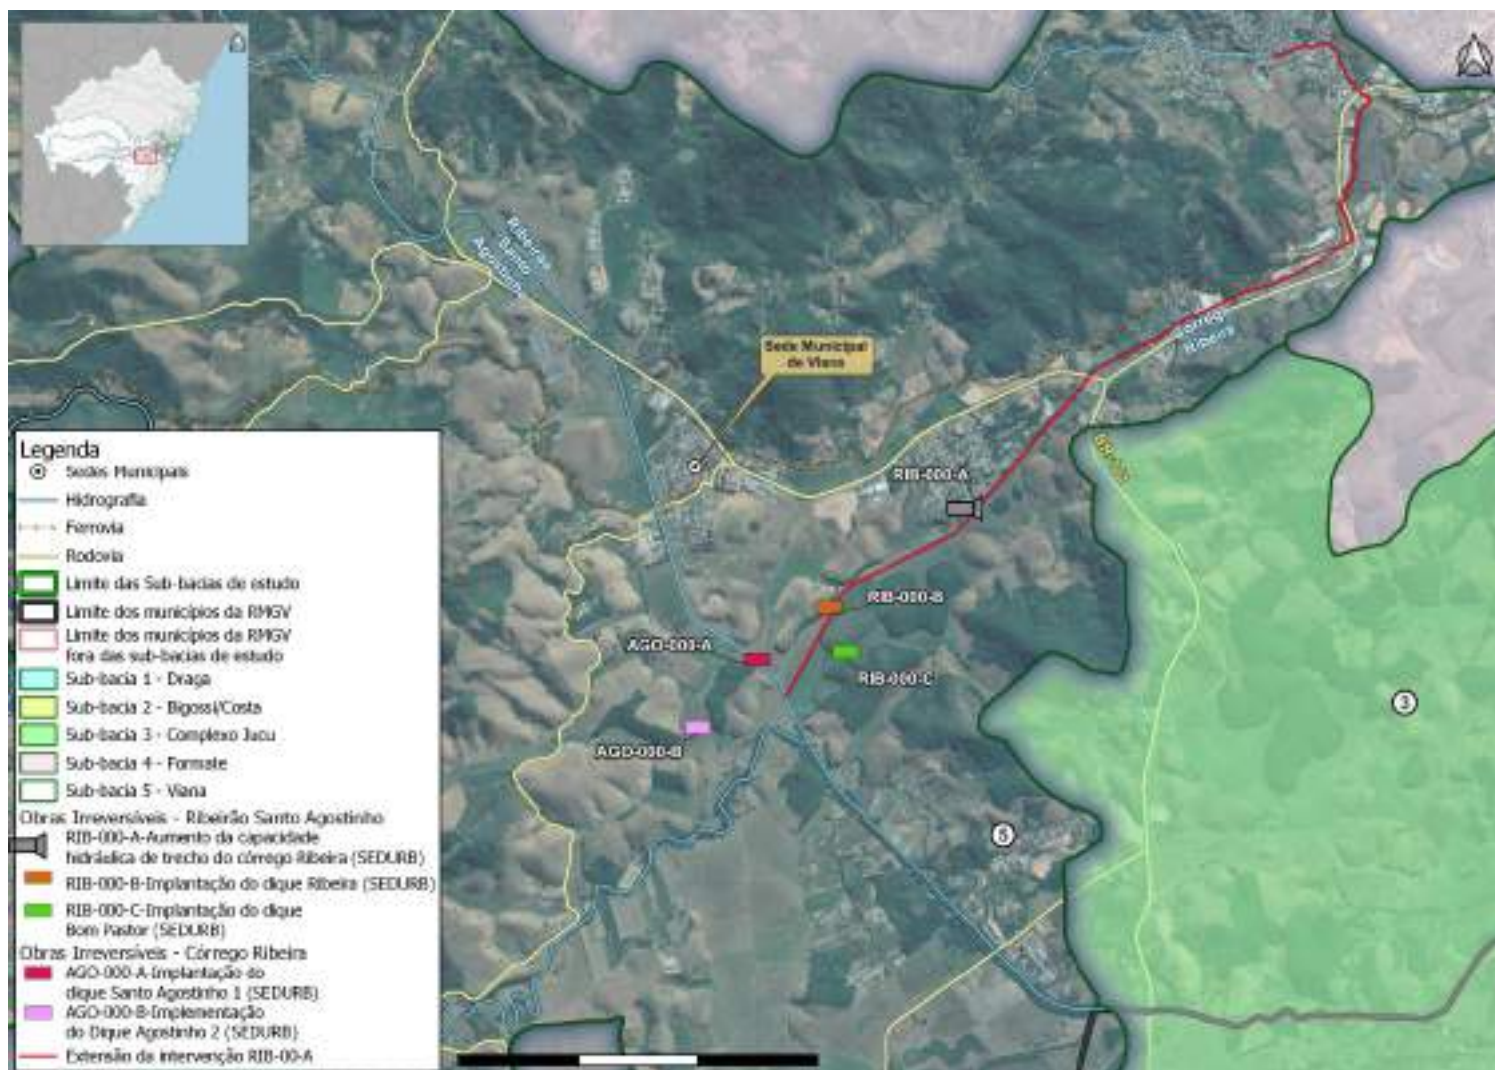 Ribeirão
Santo
Agostinho
Sede Municipal
de Viana
Córrego
Ribeira
RIB-000-A
RIB-000-B
AGO-000-A
RIB-000-C
AGO-000-B
3
5
Legenda
Sedes Municipais
Hidrografia
Ferrovia
Rodovia
Limite das Sub-bacias de estudo
Limite dos municípios da RMGV
Limite dos municípios da RMGV
fora das sub-bacias de estudo
Sub-bacia 1 - Draga
Sub-bacia 2 - Bigossi/Costa
Sub-bacia 3 - Complexo Jucu
Sub-bacia 4 - Formate
Sub-bacia 5 - Viana
Obras Irreversíveis - Ribeirão Santo Agostinho
RIB-000-A-Aumento da capacidade
hidráulica de trecho do córrego Ribeira (SEDURB)
RIB-000-B-Implantação do dique Ribeira (SEDURB)
RIB-000-C-Implantação do dique
Bom Pastor (SEDURB)
Obras Irreversíveis - Córrego Ribeira
AGO-000-A-Implantação do
dique Santo Agostinho 1 (SEDURB)
AGO-000-B-Implementação
do Dique Agostinho 2 (SEDURB)
Extensão da intervenção RIB-00-A